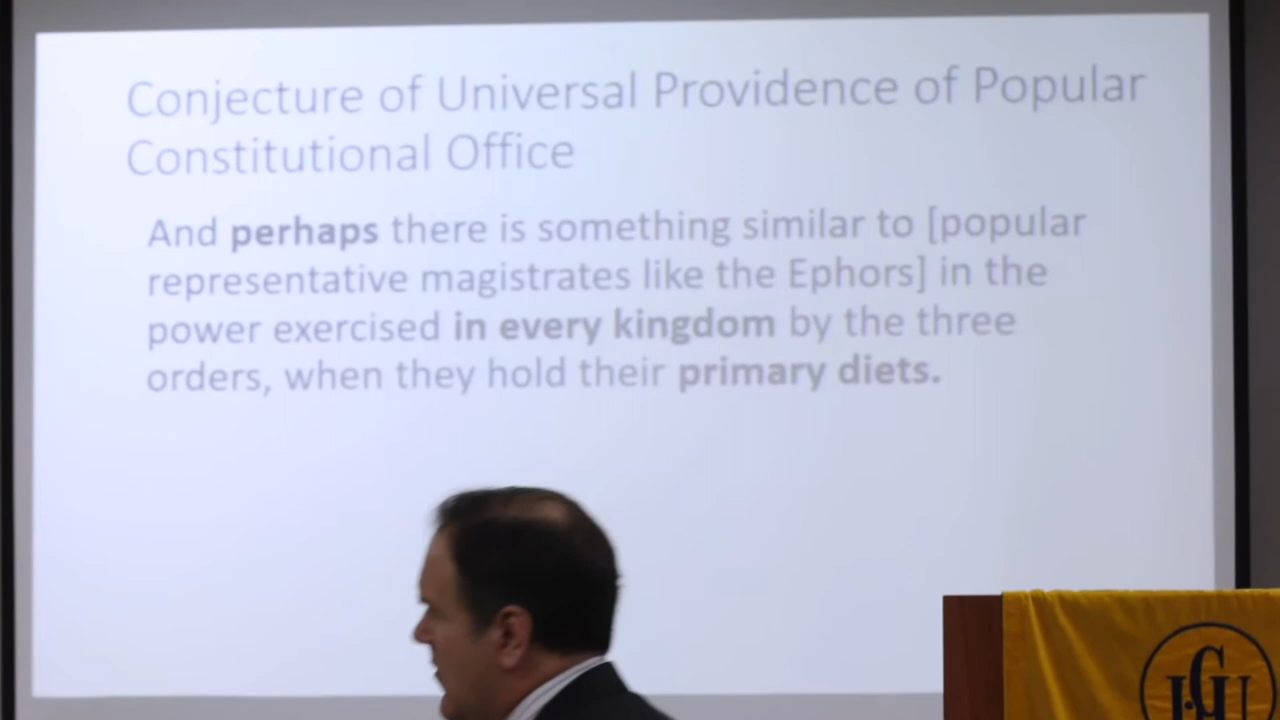 Conjecture of Universal Providence of Popular
Constitutional Office
And perhaps there is something similar to [popular
representative magistrates like the Ephors] in the
power exercised in every kingdom by the three
orders, when they hold their primary diets.